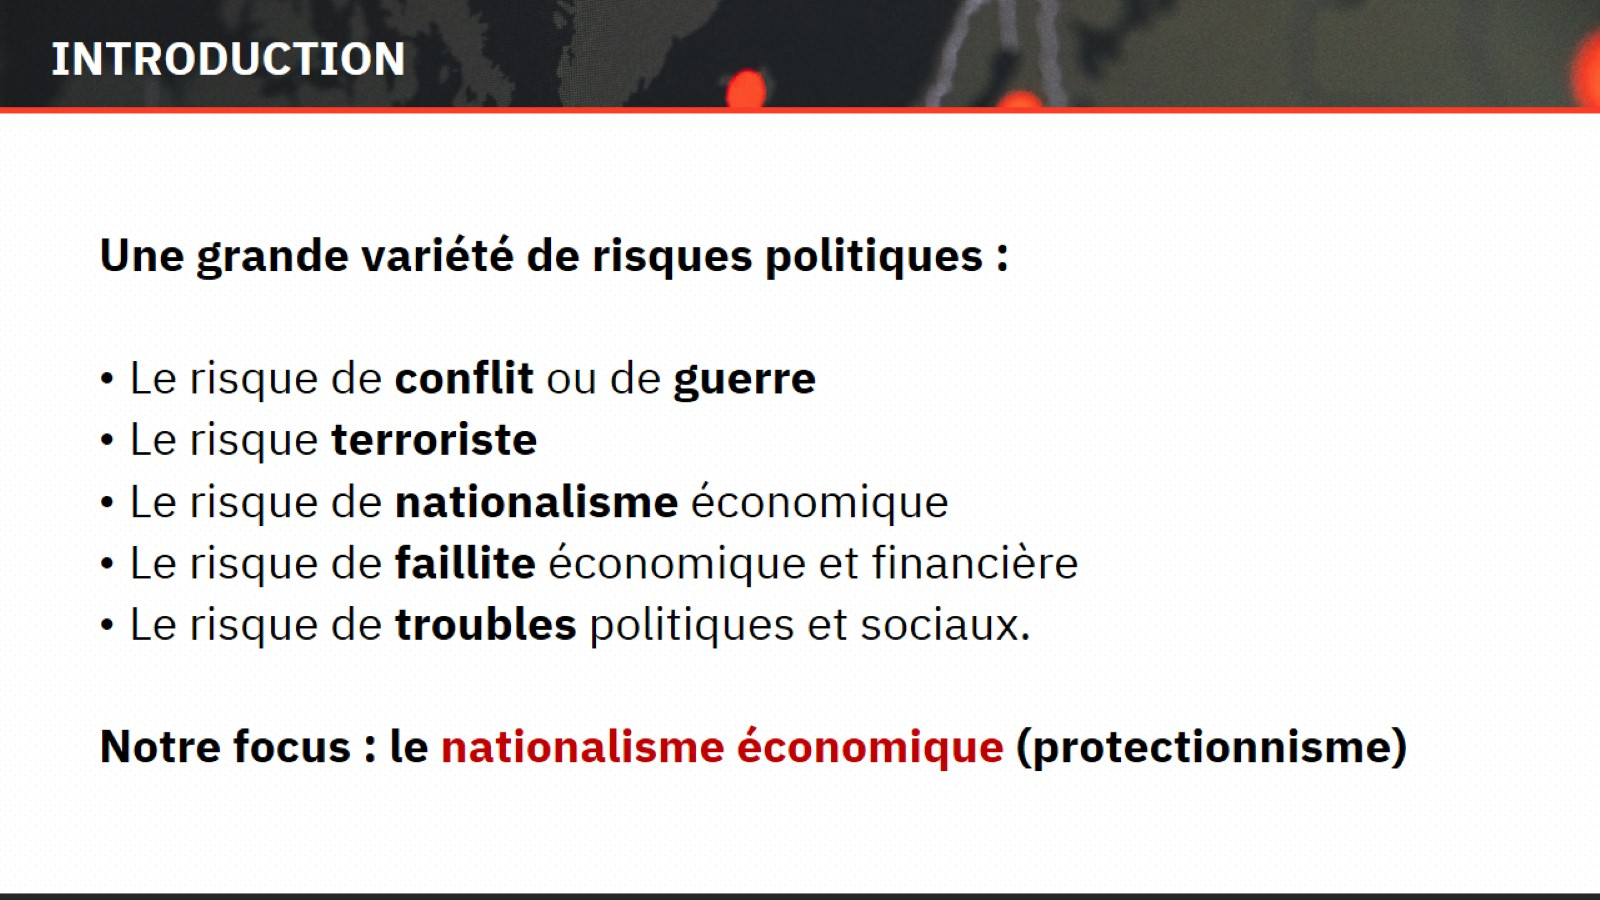 INTRODUCTION
Une grande variété de risques politiques :
• Le risque de conflit ou de guerre
• Le risque terroriste
• Le risque de nationalisme économique
• Le risque de faillite économique et financière
• Le risque de troubles politiques et sociaux.
Notre focus : le nationalisme économique (protectionnisme)